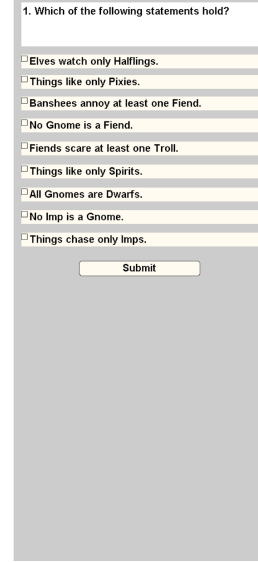 1. Which of the following statements hold?
Elves watch only Halflings.
Things like only Pixies.
Banshees annoy at least one Fiend.
No Gnome is a Fiend.
Fiends scare at least one Troll.
Things like only Spirits.
All Gnomes are Dwarfs.
No Imp is a Gnome.
Things chase only Imps.
Submit